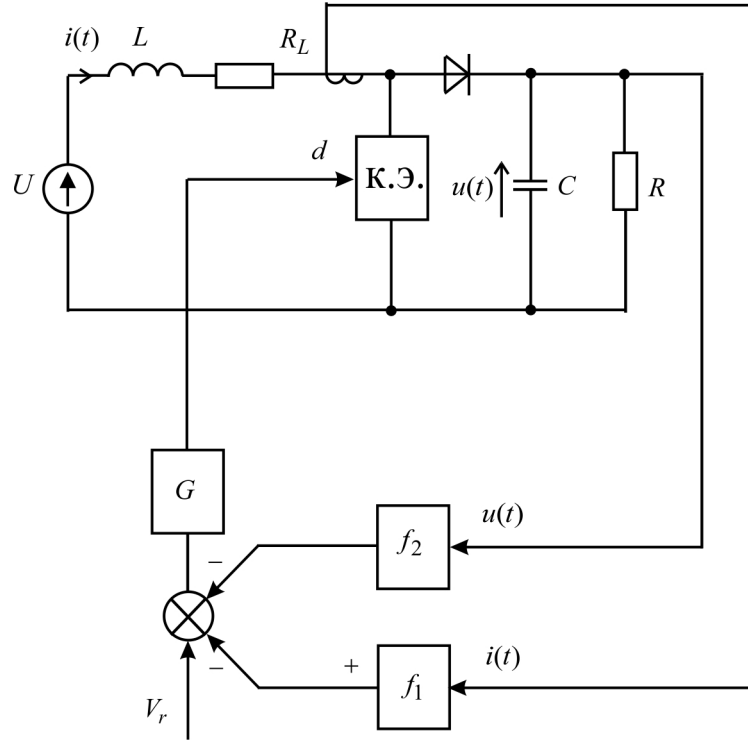 i(t) L R_L
d
К.Э.
U
u(t) C R
G
f_2 u(t)
–
–
+
f_1 i(t)
V_r